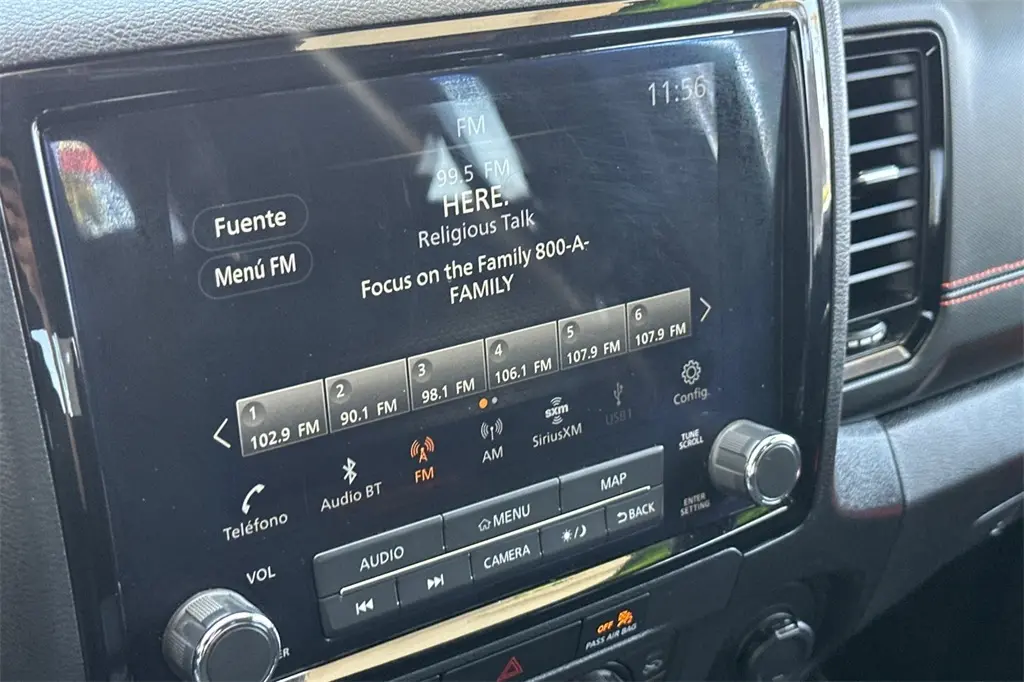 11:56
FM
99.5 FM
HERE.
Religious Talk
Fuente
Menú FM
Focus on the Family 800-A-
FAMILY
1
102.9 FM
2
90.1 FM
3
98.1 FM
4
106.1 FM
5
107.9 FM
6
107.9 FM
Teléfono
Audio BT
FM
AM
sxm
SiriusXM
USB1
Config.
TUNE
SCROLL
ENTER
SETTING
VOL
AUDIO
MENU
MAP
CAMERA
BACK
OFF
PASS AIR BAG